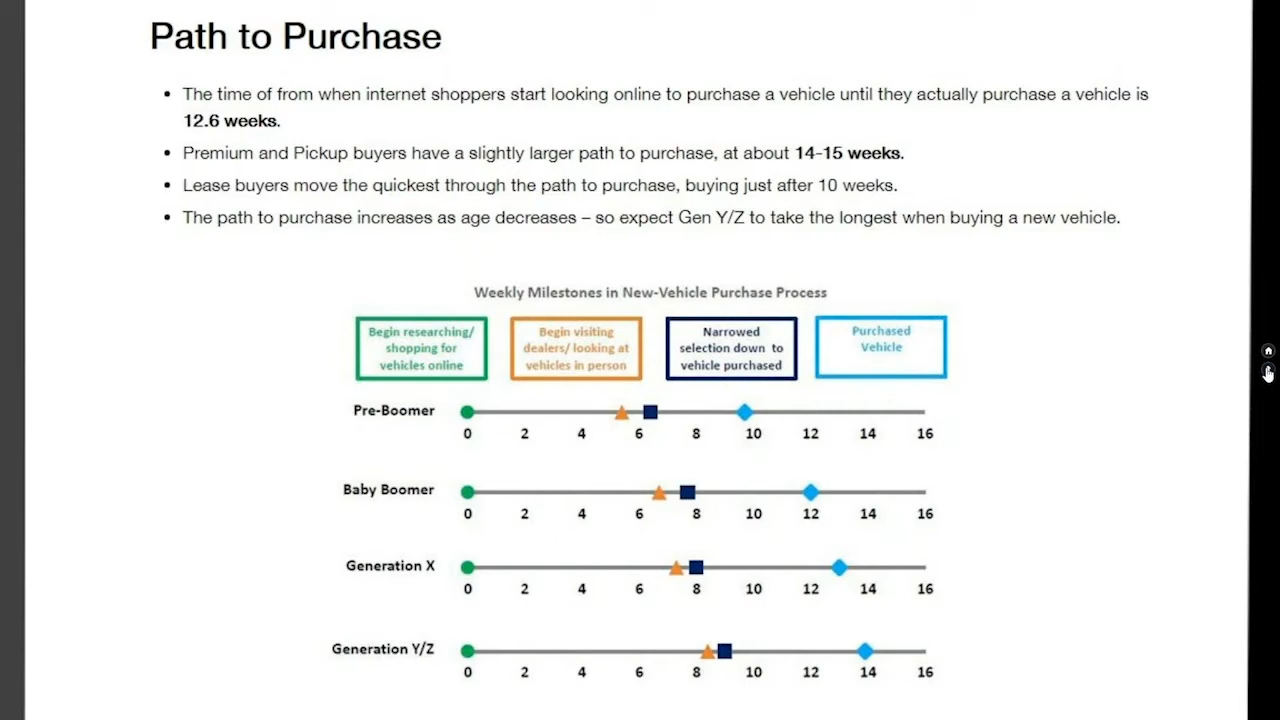 Path to Purchase
• The time of from when internet shoppers start looking online to purchase a vehicle until they actually purchase a vehicle is
12.6 weeks.
• Premium and Pickup buyers have a slightly larger path to purchase, at about 14-15 weeks.
• Lease buyers move the quickest through the path to purchase, buying just after 10 weeks.
• The path to purchase increases as age decreases – so expect Gen Y/Z to take the longest when buying a new vehicle.
Weekly Milestones in New-Vehicle Purchase Process
Begin researching/
shopping for
vehicles online
Begin visiting
dealers/ looking at
vehicles in person
Narrowed
selection down to
vehicle purchased
Purchased
Vehicle
Pre-Boomer
0 2 4 6 8 10 12 14 16
Baby Boomer
0 2 4 6 8 10 12 14 16
Generation X
0 2 4 6 8 10 12 14 16
Generation Y/Z
0 2 4 6 8 10 12 14 16